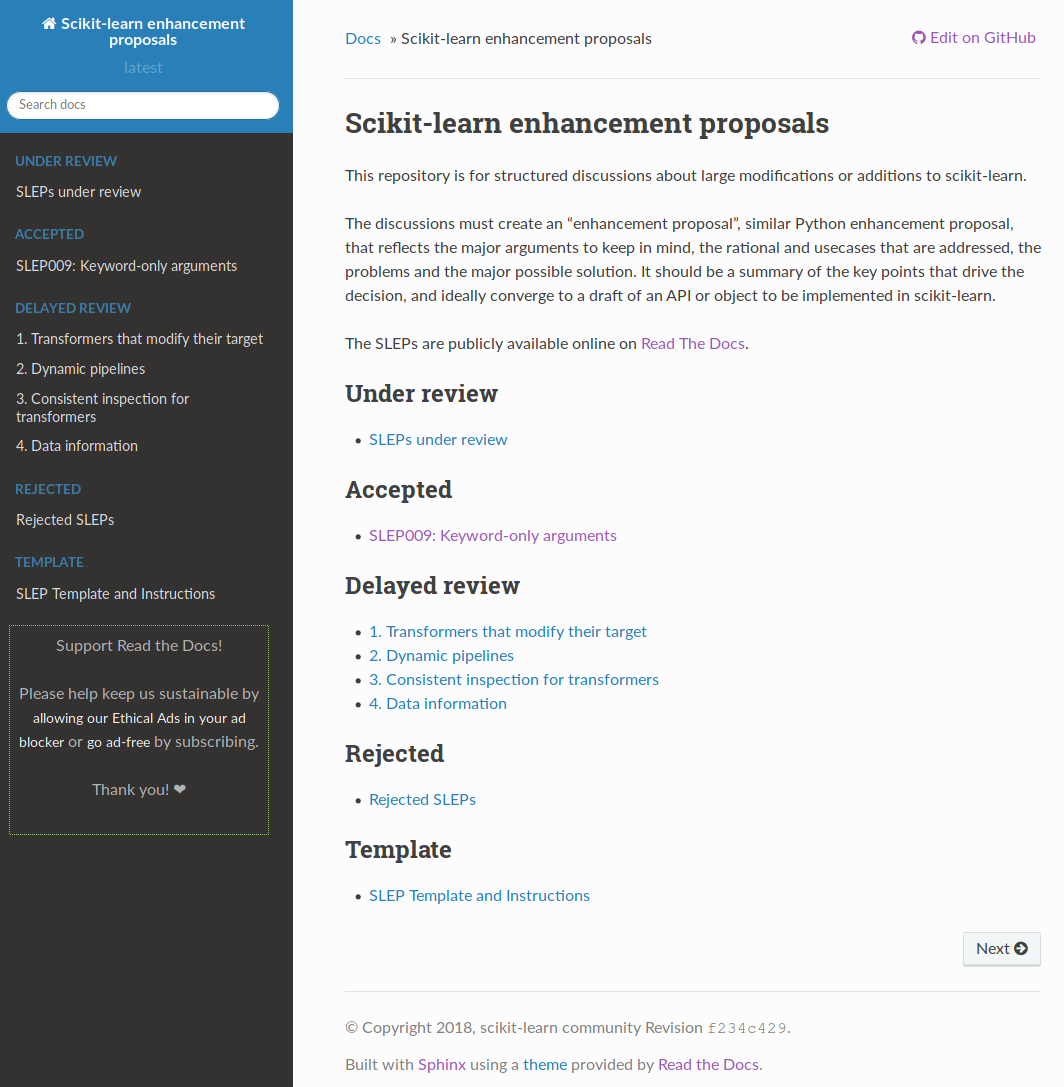 Scikit-learn enhancement
proposals
latest
Search docs
UNDER REVIEW
SLEPs under review
ACCEPTED
SLEP009: Keyword-only arguments
DELAYED REVIEW
1. Transformers that modify their target
2. Dynamic pipelines
3. Consistent inspection for
transformers
4. Data information
REJECTED
Rejected SLEPs
TEMPLATE
SLEP Template and Instructions
Support Read the Docs!
Please help keep us sustainable by
allowing our Ethical Ads in your ad
blocker or go ad-free by subscribing.
Thank you! ❤
Docs » Scikit-learn enhancement proposals
Edit on GitHub
Scikit-learn enhancement proposals
This repository is for structured discussions about large modifications or additions to scikit-learn.
The discussions must create an “enhancement proposal”, similar Python enhancement proposal,
that reflects the major arguments to keep in mind, the rational and usecases that are addressed, the
problems and the major possible solution. It should be a summary of the key points that drive the
decision, and ideally converge to a draft of an API or object to be implemented in scikit-learn.
The SLEPs are publicly available online on Read The Docs.
Under review
• SLEPs under review
Accepted
• SLEP009: Keyword-only arguments
Delayed review
• 1. Transformers that modify their target
• 2. Dynamic pipelines
• 3. Consistent inspection for transformers
• 4. Data information
Rejected
• Rejected SLEPs
Template
• SLEP Template and Instructions
Next
© Copyright 2018, scikit-learn community Revision f234c429.
Built with Sphinx using a theme provided by Read the Docs.